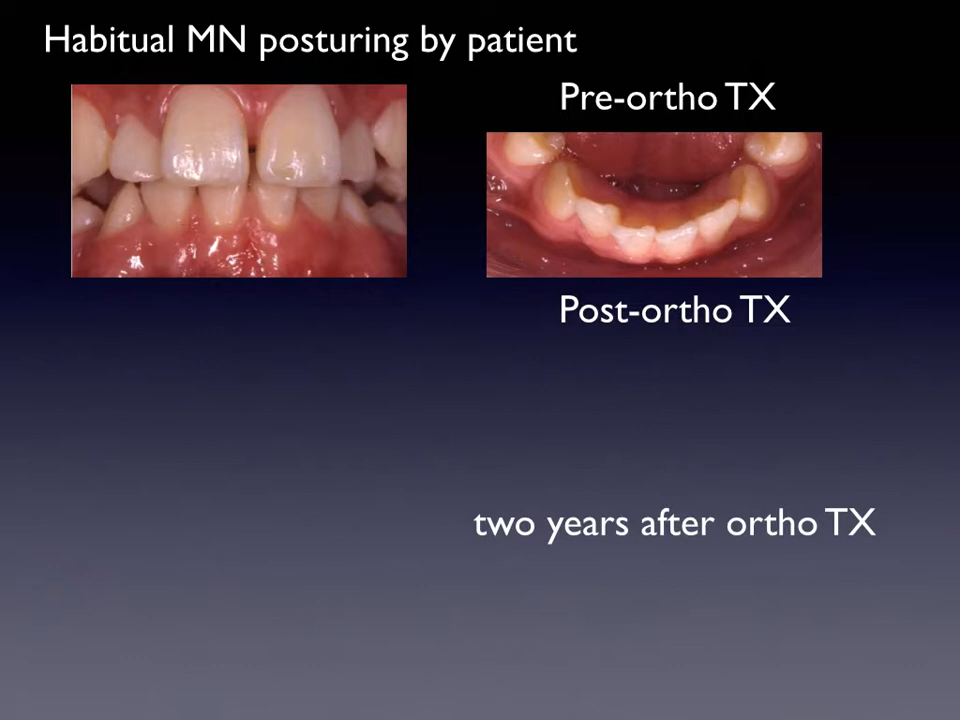 Habitual MN posturing by patient
Pre-ortho TX
Post-ortho TX
two years after ortho TX